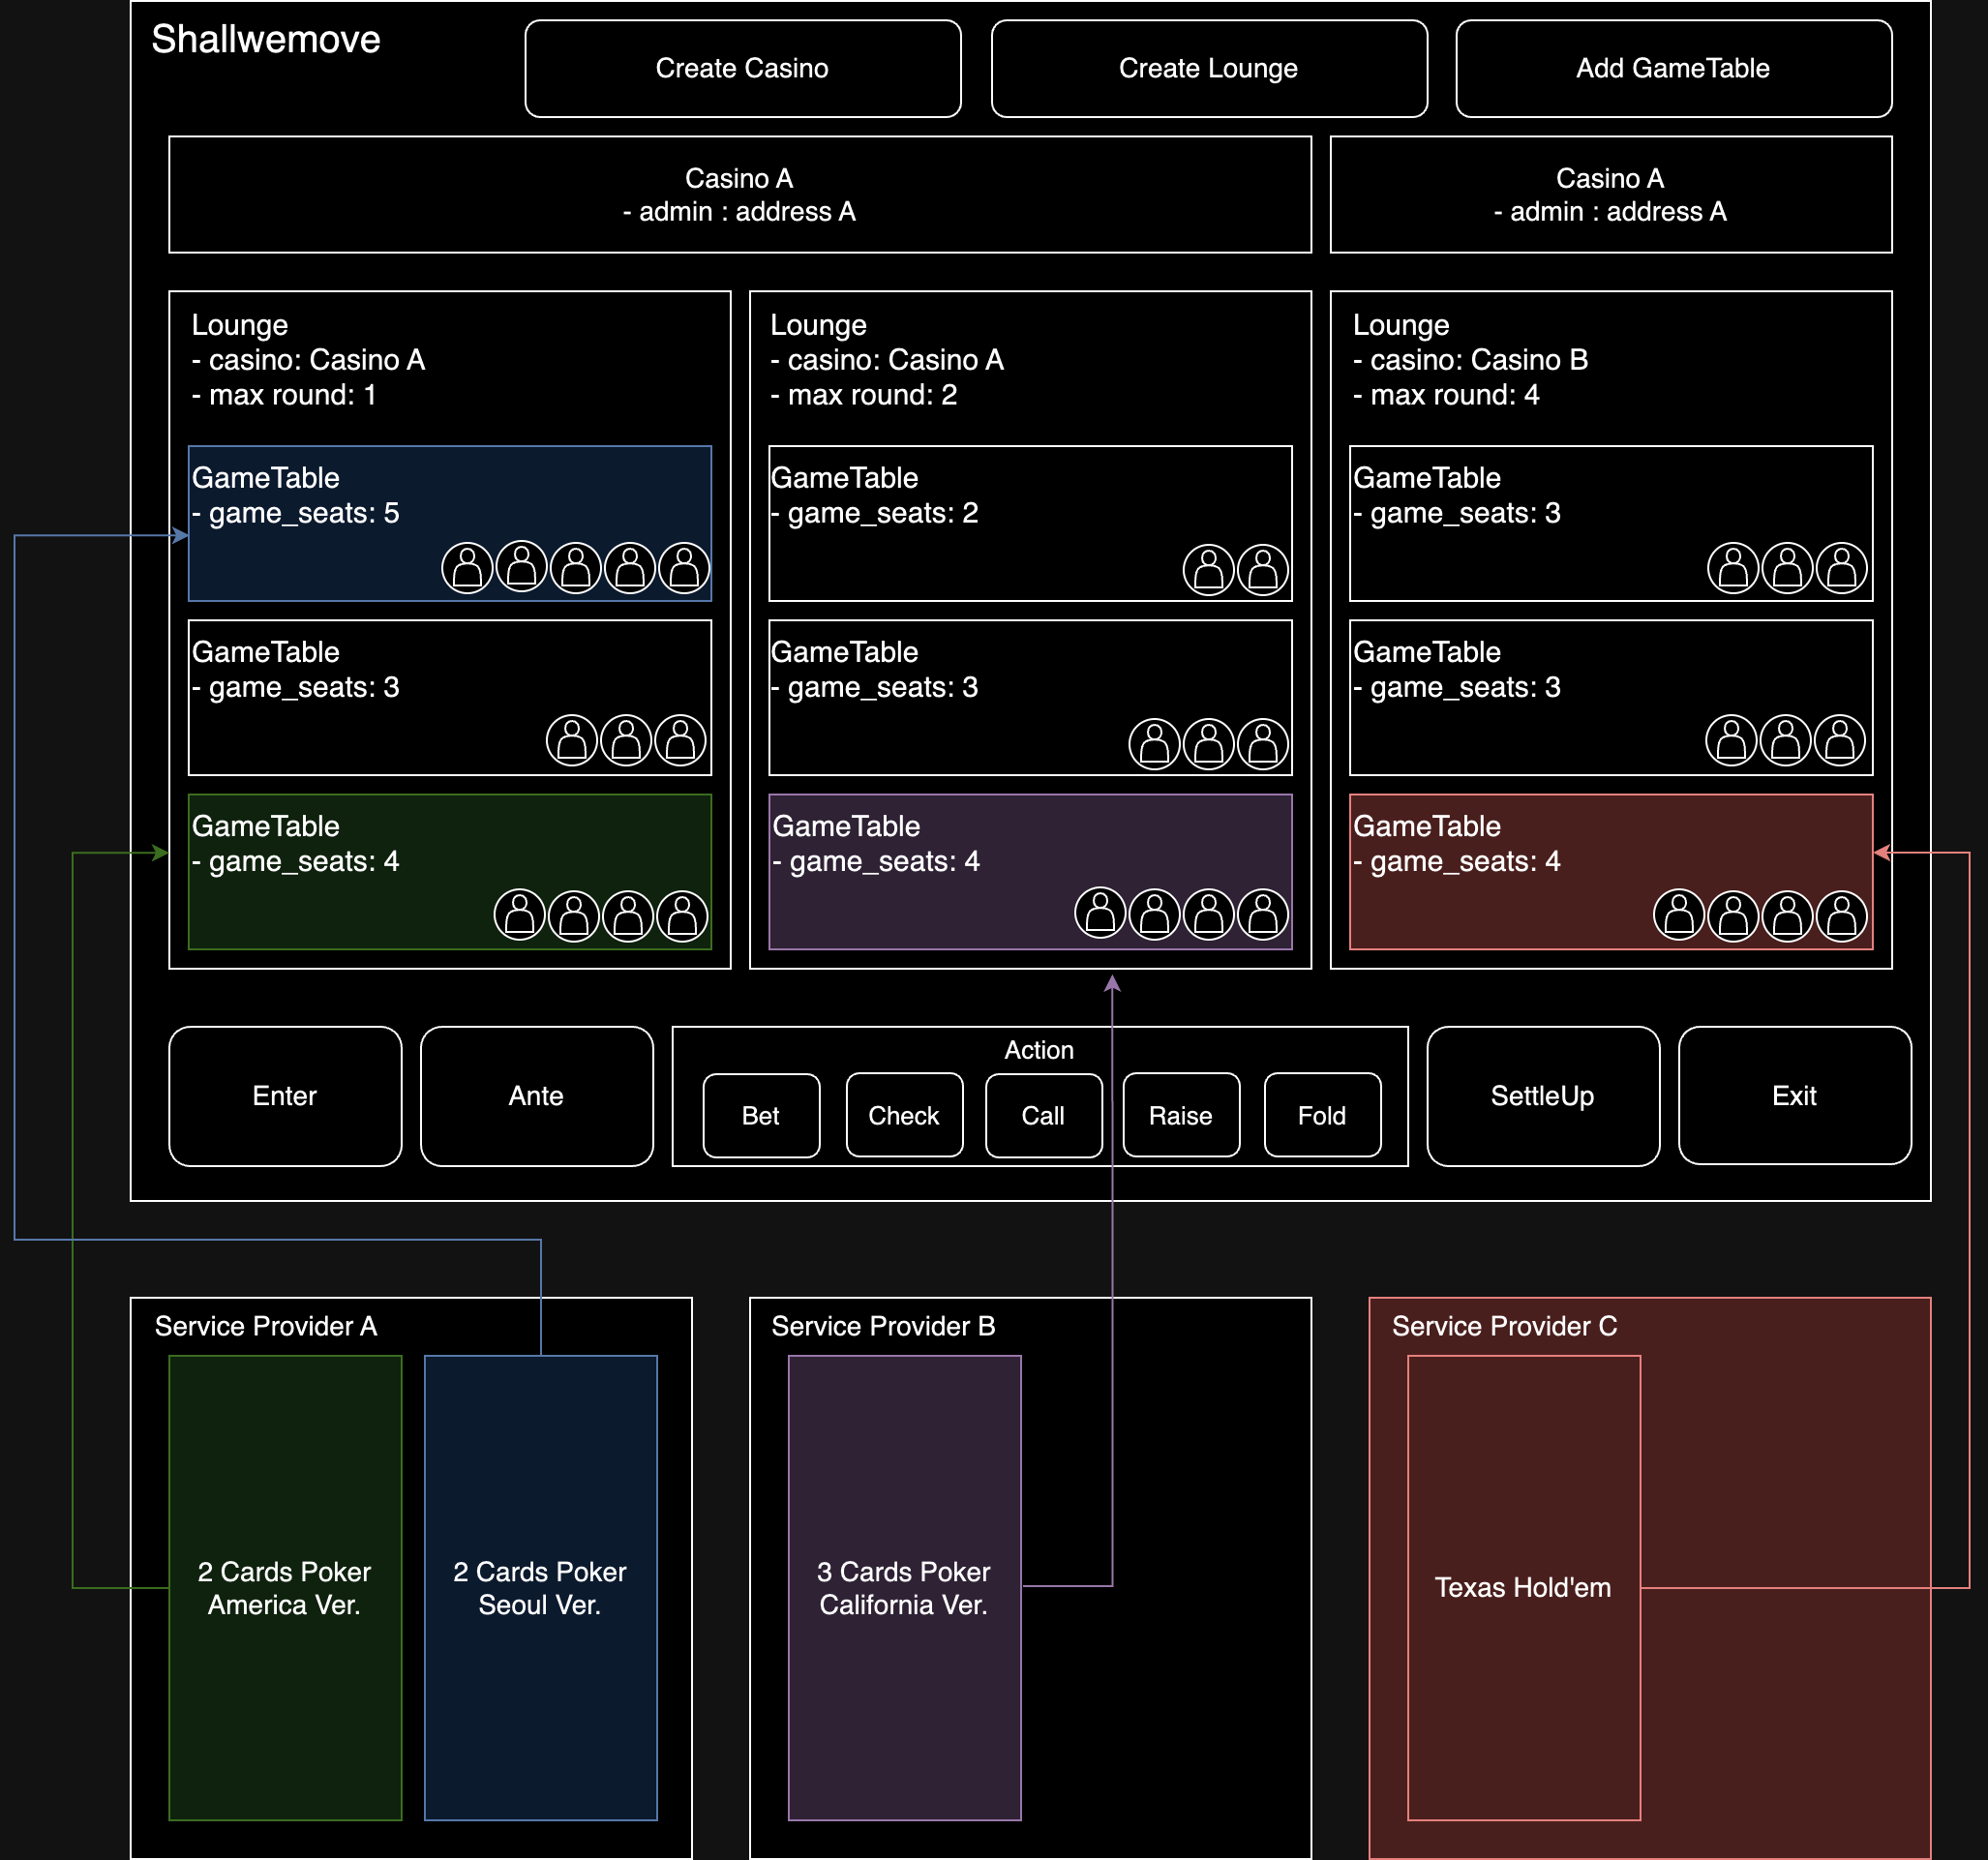 Shallwemove
Create Casino
Create Lounge
Add GameTable
Casino A
- admin : address A
Casino A
- admin : address A
Lounge
- casino: Casino A
- max round: 1
GameTable
- game_seats: 5
GameTable
- game_seats: 3
GameTable
- game_seats: 4
Lounge
- casino: Casino A
- max round: 2
GameTable
- game_seats: 2
GameTable
- game_seats: 3
GameTable
- game_seats: 4
Lounge
- casino: Casino B
- max round: 4
GameTable
- game_seats: 3
GameTable
- game_seats: 3
GameTable
- game_seats: 4
Enter
Ante
Action
Bet
Check
Call
Raise
Fold
SettleUp
Exit
Service Provider A
2 Cards Poker
America Ver.
2 Cards Poker
Seoul Ver.
Service Provider B
3 Cards Poker
California Ver.
Service Provider C
Texas Hold'em